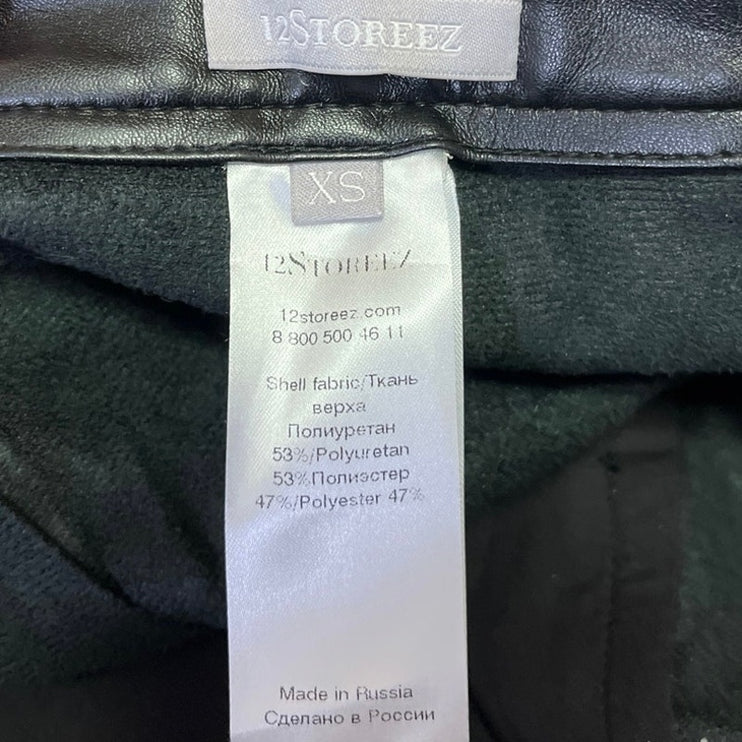 12STOREEZ
XS
12STOREEZ
12storeez.com
8 800 500 46 11
Shell fabric/Ткань
верха
Полиуретан
53%/Polyuretan
53%.Полиэстер
47%/Polyester 47%
Made in Russia
Сделано в России